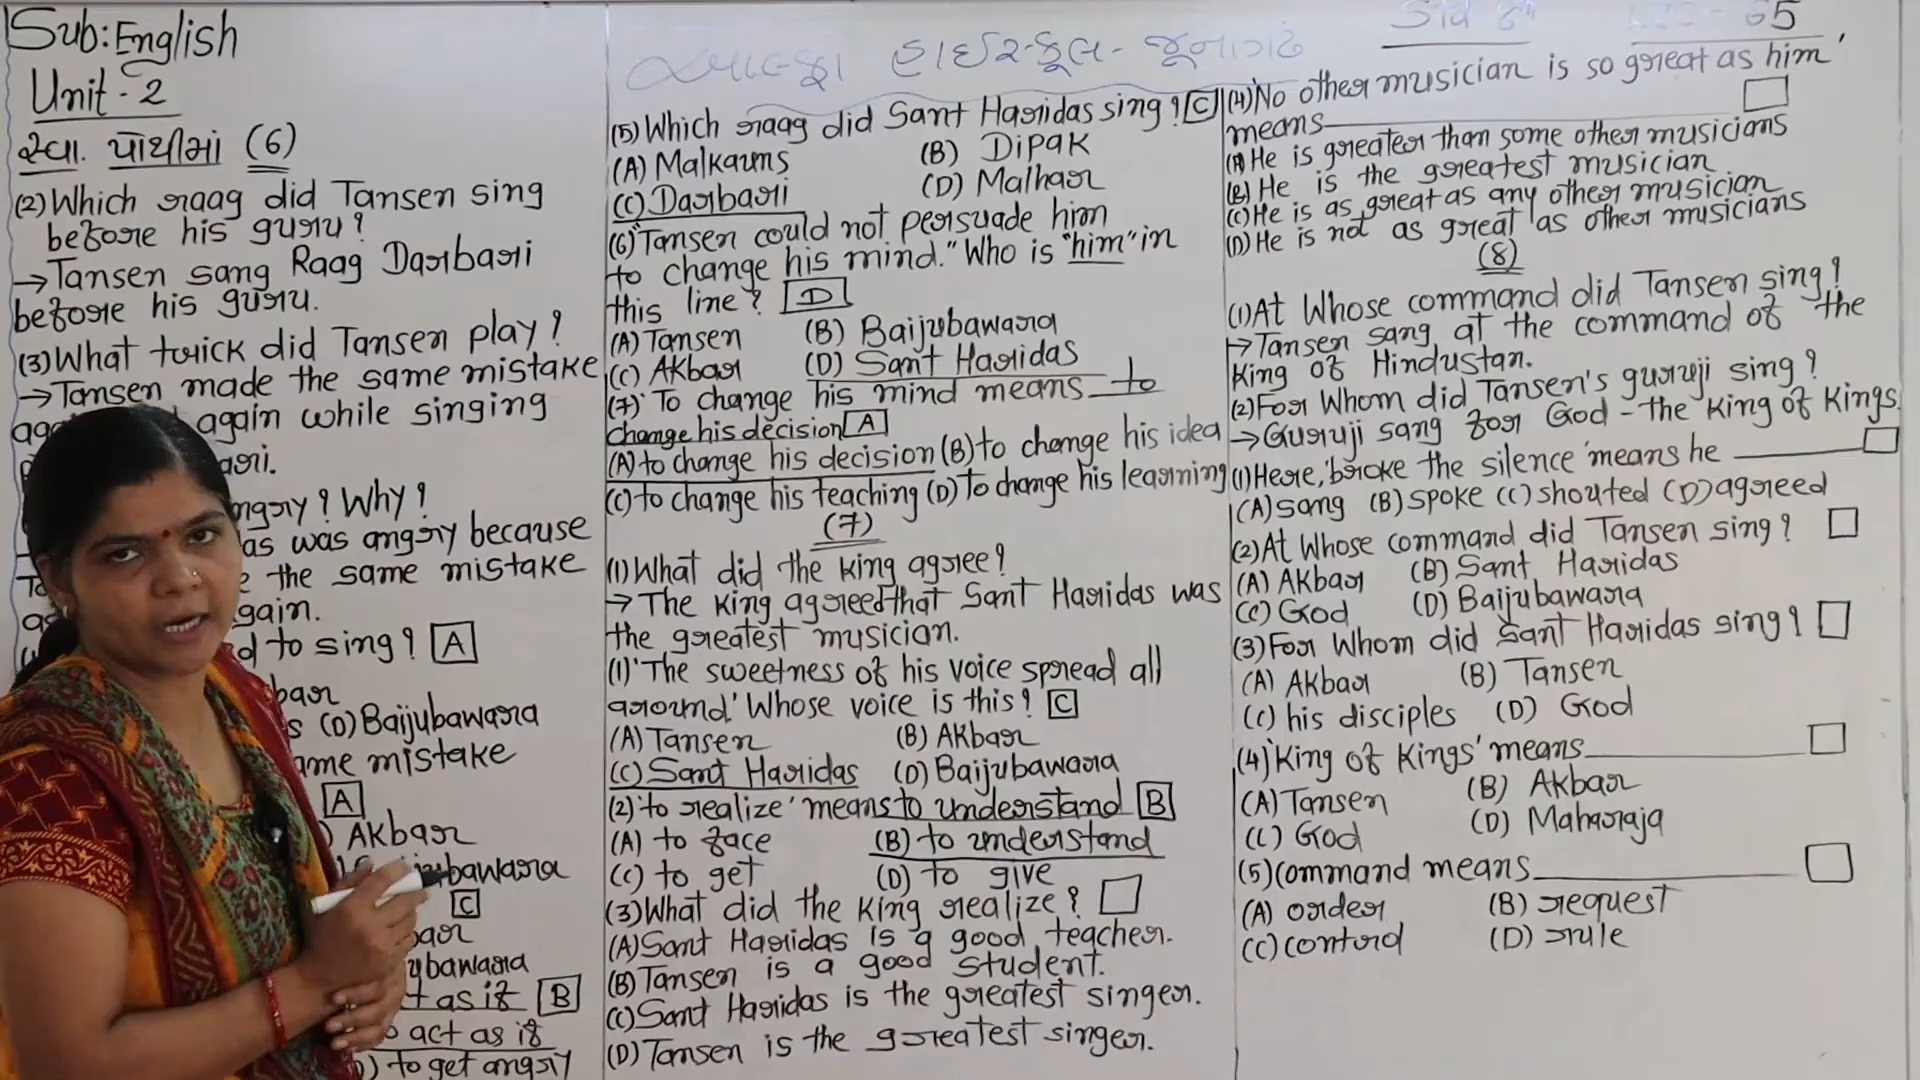 Sub: English
Unit - 2
સ્વા. પોથીમાં (6)
(2) Which raag did Tansen sing
before his guru?
→ Tansen sang Raag Darbari
before his guru.
(3) What trick did Tansen play?
→ Tansen made the same mistake
again while singing
ari.
ngry? Why?
as was angry because
e the same mistake
gain.
d to sing? A
bar
s (D) Baijubawara
ame mistake
A
) Akbar
ubawara
C
bar
ubawara
t as if B
o act as if
) to get angry
હાઈસ્કૂલ - જૂનાગઢ
(5) Which raag did Sant Haridas sing? C
(A) Malkauns (B) Dipak
(C) Darbari (D) Malhar
(6) "Tansen could not persuade him
to change his mind." Who is "him" in
this line? D
(A) Tansen (B) Baijubawara
(C) Akbar (D) Sant Haridas
(7) 'To change his mind means to
change his decision A
(A) to change his decision (B) to change his idea
(C) to change his teaching (D) To change his learning
(7)
(1) What did the king agree?
→ The king agreed that Sant Haridas was
the greatest musician.
(1) 'The sweetness of his voice spread all
around.' Whose voice is this? C
(A) Tansen (B) Akbar
(C) Sant Haridas (D) Baijubawara
(2) 'to realize' means to understand B
(A) to face (B) to understand
(C) to get (D) to give
(3) What did the king realize?
(A) Sant Haridas is a good teacher.
(B) Tansen is a good student.
(C) Sant Haridas is the greatest singer.
(D) Tansen is the greatest singer.
Std 6th 65
(4) 'No other musician is so great as him'
means
(A) He is greater than some other musicians
(B) He is the greatest musician
(C) He is as great as any other musician
(D) He is not as great as other musicians
(8)
(1) At Whose command did Tansen sing?
→ Tansen sang at the command of the
king of Hindustan.
(2) For Whom did Tansen's guruji sing?
→ Guruji sang for God - the king of kings.
(1) Here, 'broke the silence' means he
(A) sang (B) spoke (C) shouted (D) agreed
(2) At Whose command did Tansen sing?
(A) Akbar (B) Sant Haridas
(C) God (D) Baijubawara
(3) For Whom did Sant Haridas sing?
(A) Akbar (B) Tansen
(C) his disciples (D) God
(4) 'King of Kings' means
(A) Tansen (B) Akbar
(C) God (D) Maharaja
(5) Command means
(A) order (B) request
(C) control (D) rule